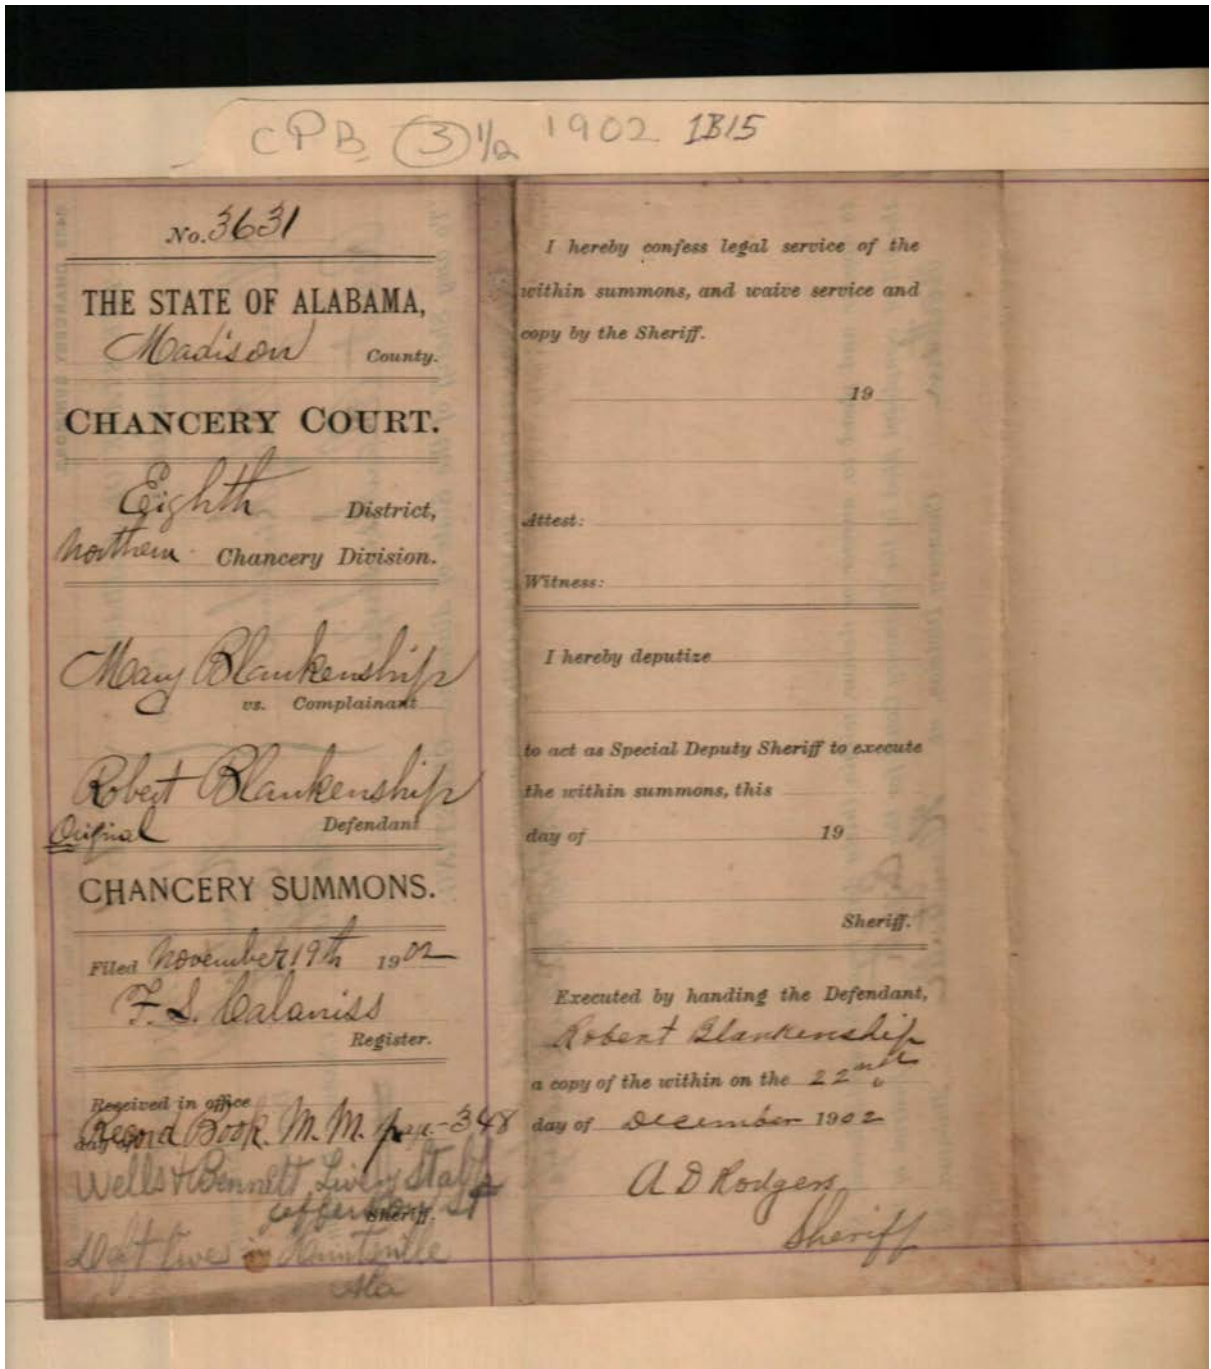 CPB (3) 1/2 1902 1B15
No. 3631
THE STATE OF ALABAMA,
Madison County.
CHANCERY COURT.
Eighth District,
Northern Chancery Division.
Mary Blankenship
vs. Complainant
Robert Blankenship
Original Defendant
CHANCERY SUMMONS.
Filed November 19th 1902
F. S.
Register.
Received in office
Record Book. M. M. 348
day of
Wells & Bennett Livery Stable
Jefferson St
Sheriff.
Deft lives in Huntsville
Ala
I hereby confess legal service of the
within summons, and waive service and
copy by the Sheriff.
19
Attest:
Witness:
I hereby deputize
to act as Special Deputy Sheriff to execute
the within summons, this
day of 19
Sheriff.
Executed by handing the Defendant,
Robert Blankenship
a copy of the within on the 22nd
day of December 1902
A D Rodgers
Sheriff